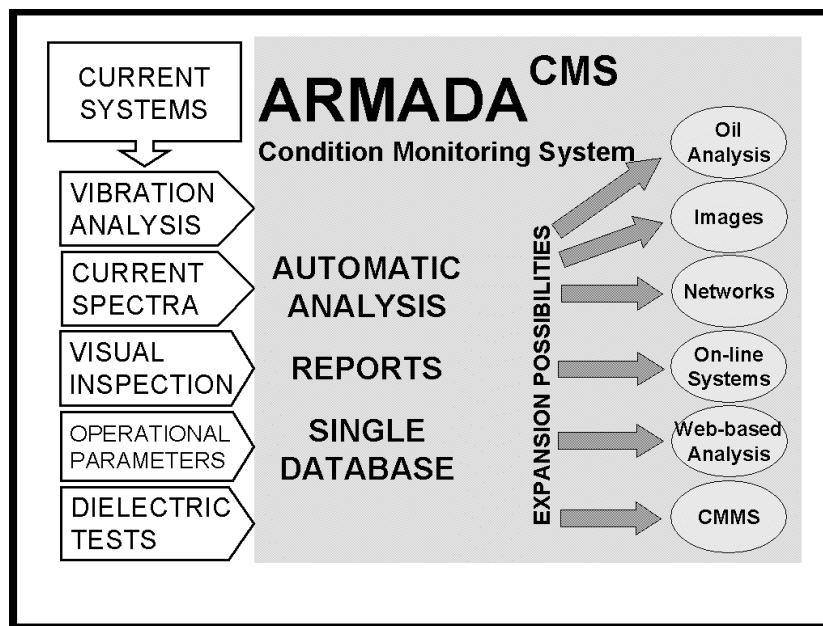 CURRENT
SYSTEMS
VIBRATION
ANALYSIS
CURRENT
SPECTRA
VISUAL
INSPECTION
OPERATIONAL
PARAMETERS
DIELECTRIC
TESTS
ARMADA CMS
Condition Monitoring System
AUTOMATIC
ANALYSIS
REPORTS
SINGLE
DATABASE
EXPANSION POSSIBILITIES
Oil
Analysis
Images
Networks
On-line
Systems
Web-based
Analysis
CMMS